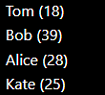 Tom (18)
Bob (39)
Alice (28)
Kate (25)